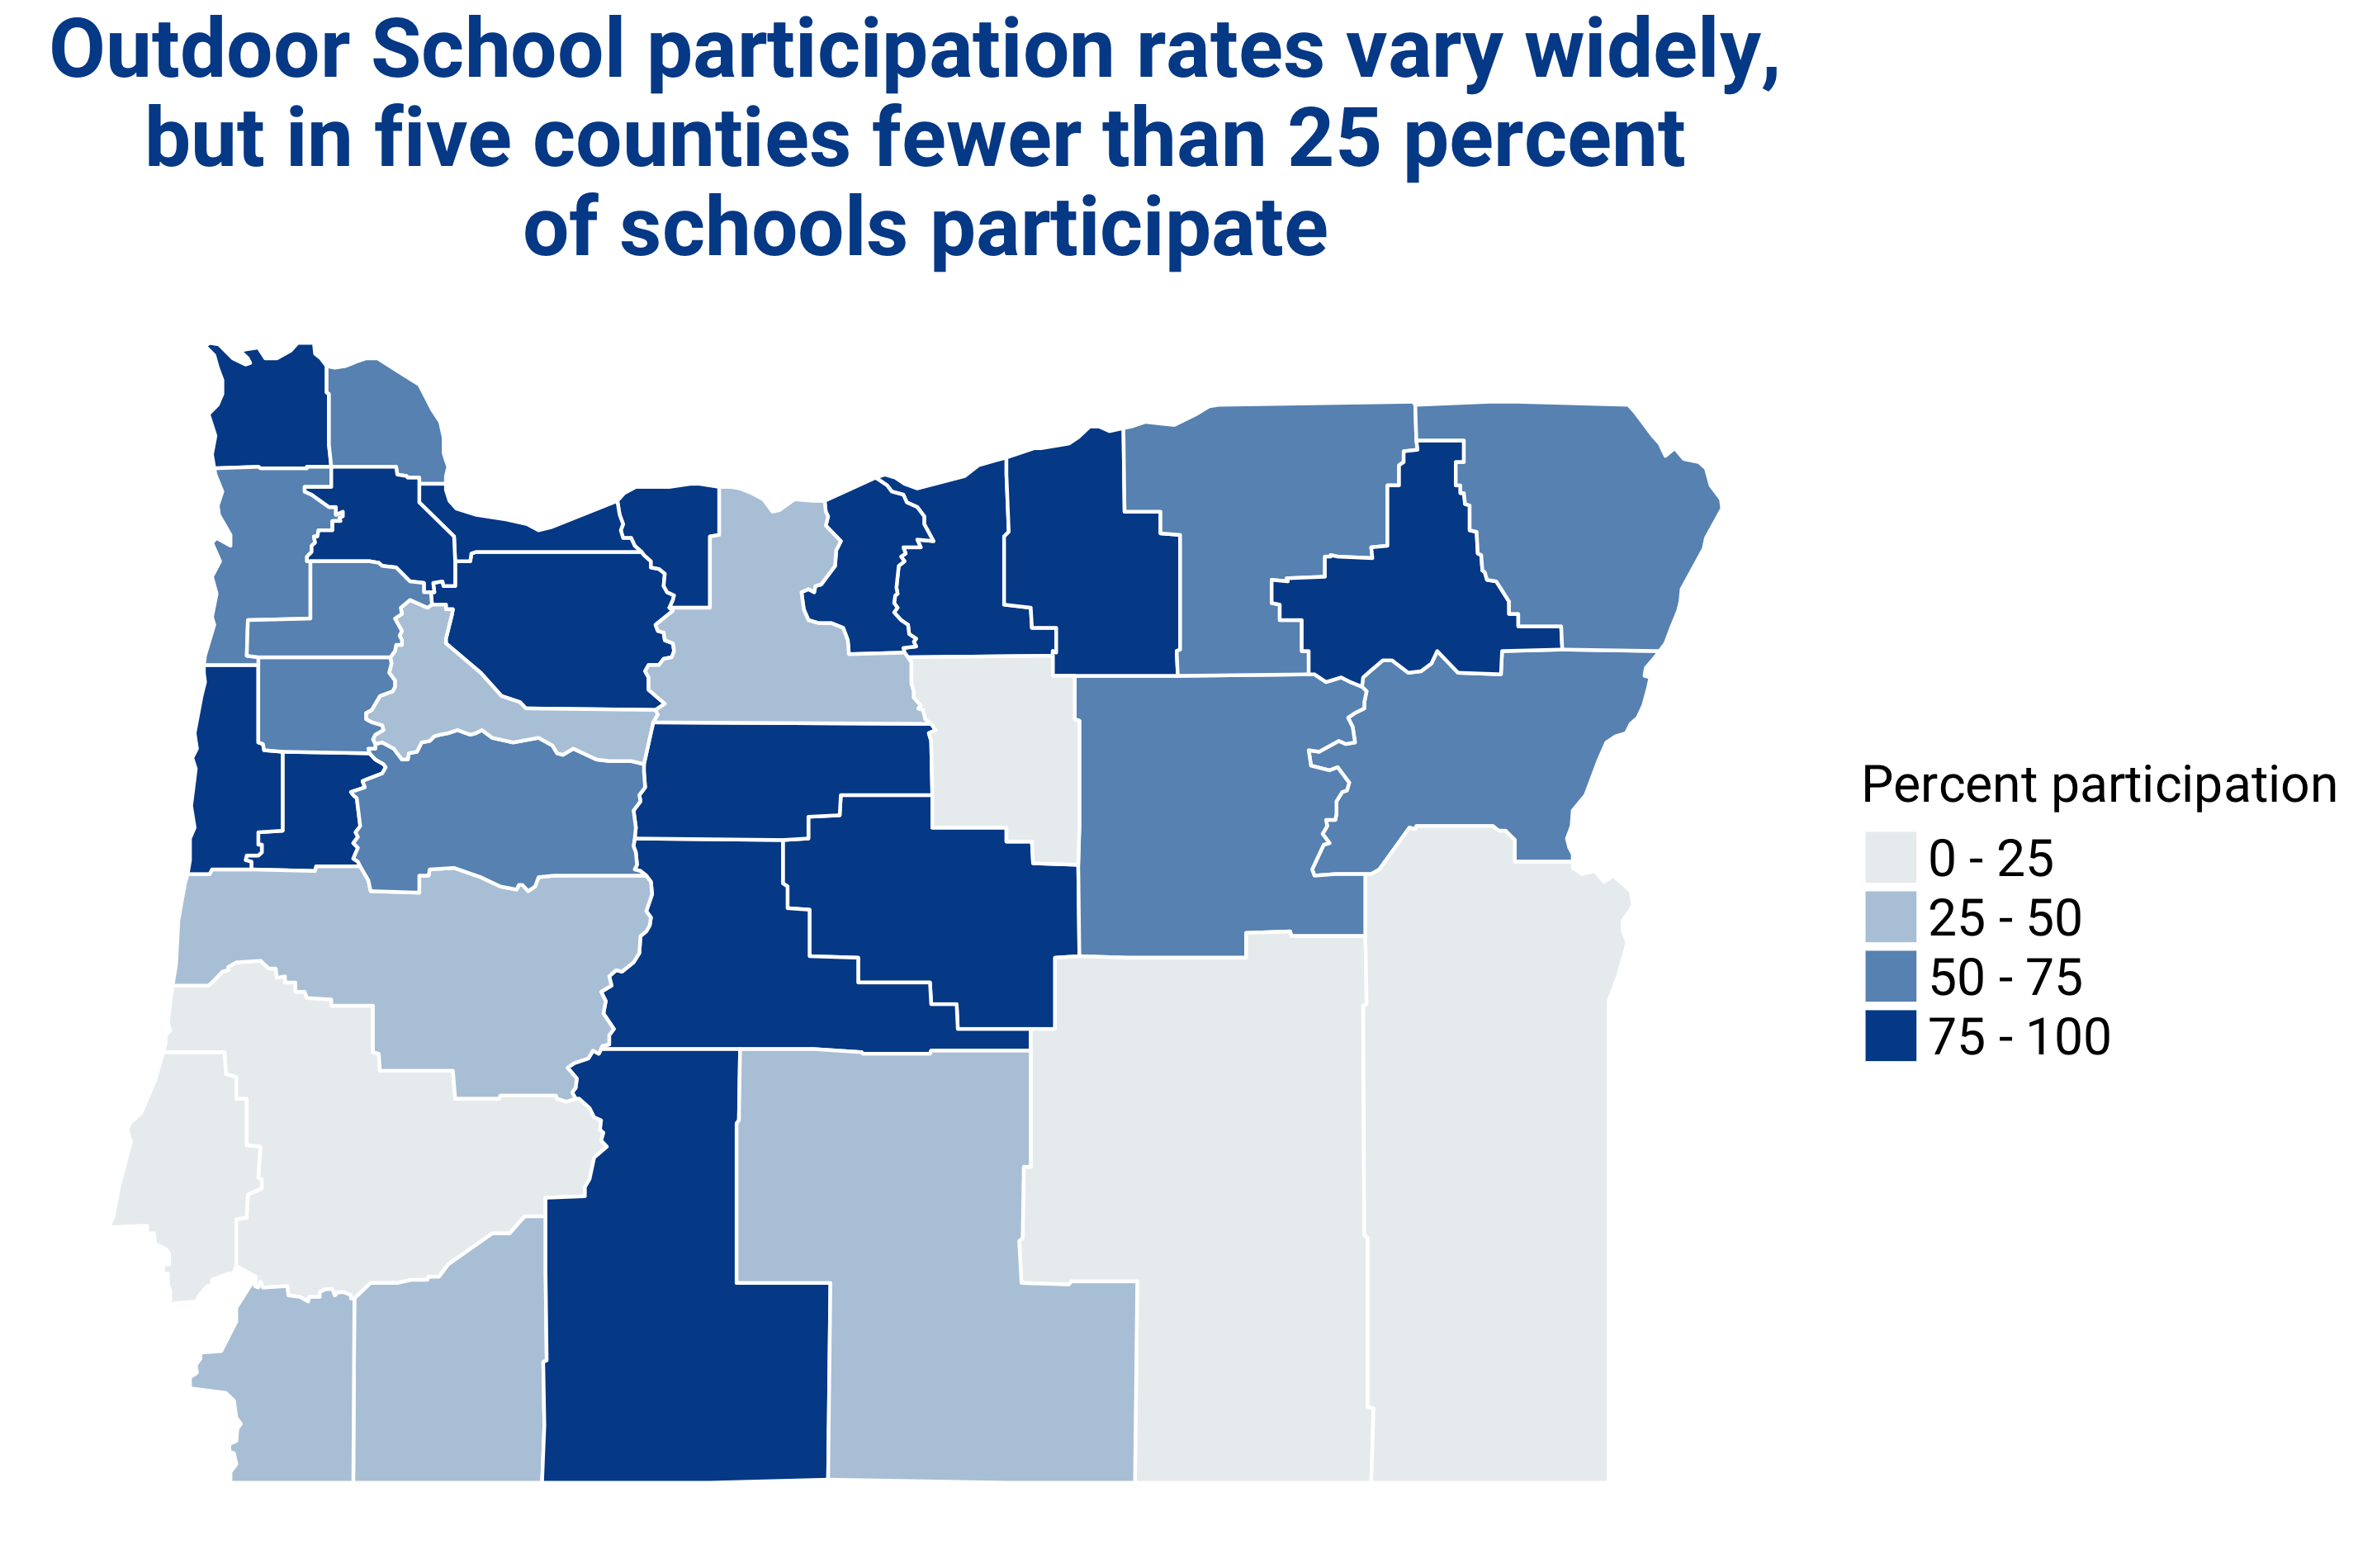 Outdoor School participation rates vary widely,
but in five counties fewer than 25 percent
of schools participate
Percent participation
0 - 25
25 - 50
50 - 75
75 - 100